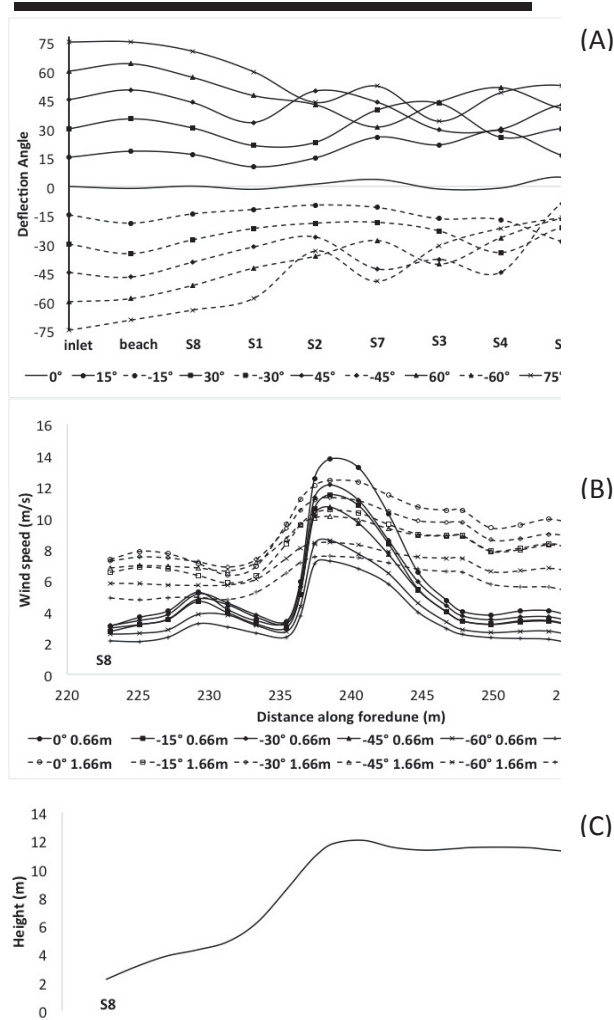 (A)
75
60
45
30
15
0
-15
-30
-45
-60
-75
Deflection Angle
inlet beach S8 S1 S2 S7 S3 S4 S
0° 15° -15° 30° -30° 45° -45° 60° -60° 75°
(B)
16
14
12
10
8
6
4
2
0
Wind speed (m/s)
S8
220 225 230 235 240 245 250 2
Distance along foredune (m)
0° 0.66m -15° 0.66m -30° 0.66m -45° 0.66m -60° 0.66m
0° 1.66m -15° 1.66m -30° 1.66m -45° 1.66m -60° 1.66m
(C)
14
12
10
8
6
4
2
0
Height (m)
S8